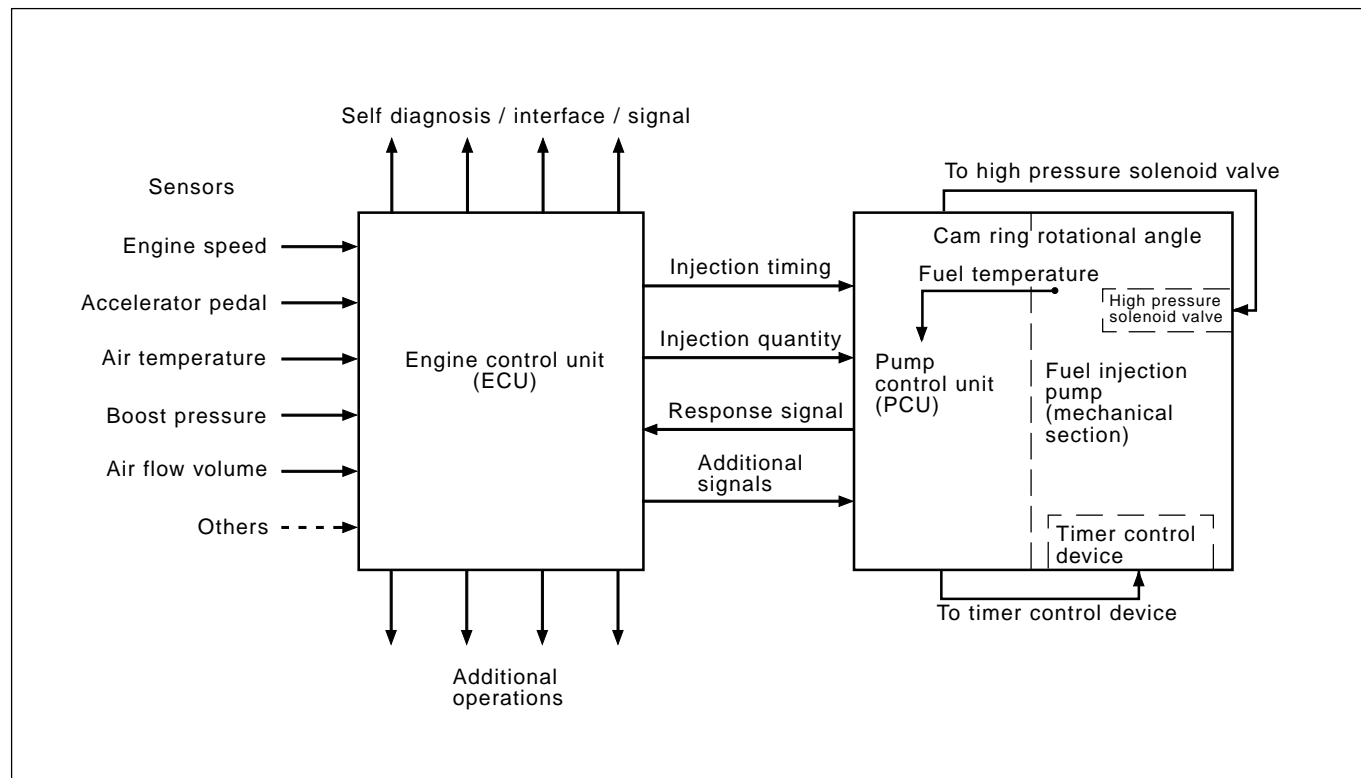 Self diagnosis / interface / signal
Sensors
Engine speed
Accelerator pedal
Air temperature
Boost pressure
Air flow volume
Others
Engine control unit
(ECU)
Additional
operations
Injection timing
Injection quantity
Response signal
Additional
signals
To high pressure solenoid valve
Cam ring rotational angle
Fuel temperature
High pressure
solenoid valve
Pump
control unit
(PCU)
Fuel injection
pump
(mechanical
section)
Timer control
device
To timer control device